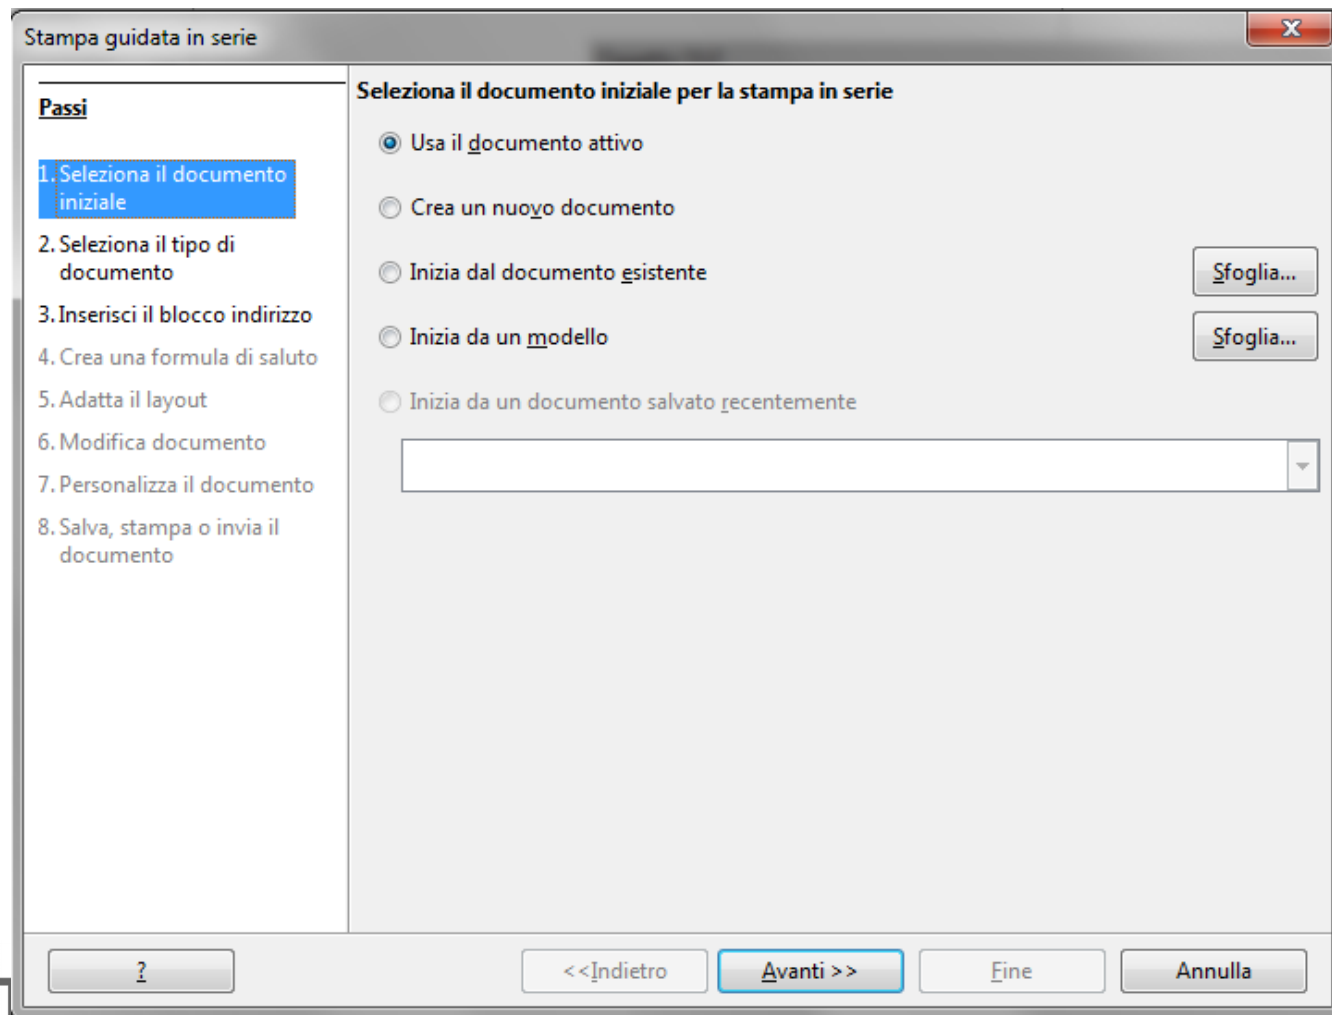 Stampa guidata in serie
x
Passi
1. Seleziona il documento
iniziale
2. Seleziona il tipo di
documento
3. Inserisci il blocco indirizzo
4. Crea una formula di saluto
5. Adatta il layout
6. Modifica documento
7. Personalizza il documento
8. Salva, stampa o invia il
documento
Seleziona il documento iniziale per la stampa in serie
Usa il documento attivo
Crea un nuovo documento
Inizia dal documento esistente
Sfoglia...
Inizia da un modello
Sfoglia...
Inizia da un documento salvato recentemente
?
<<Indietro
Avanti >>
Fine
Annulla